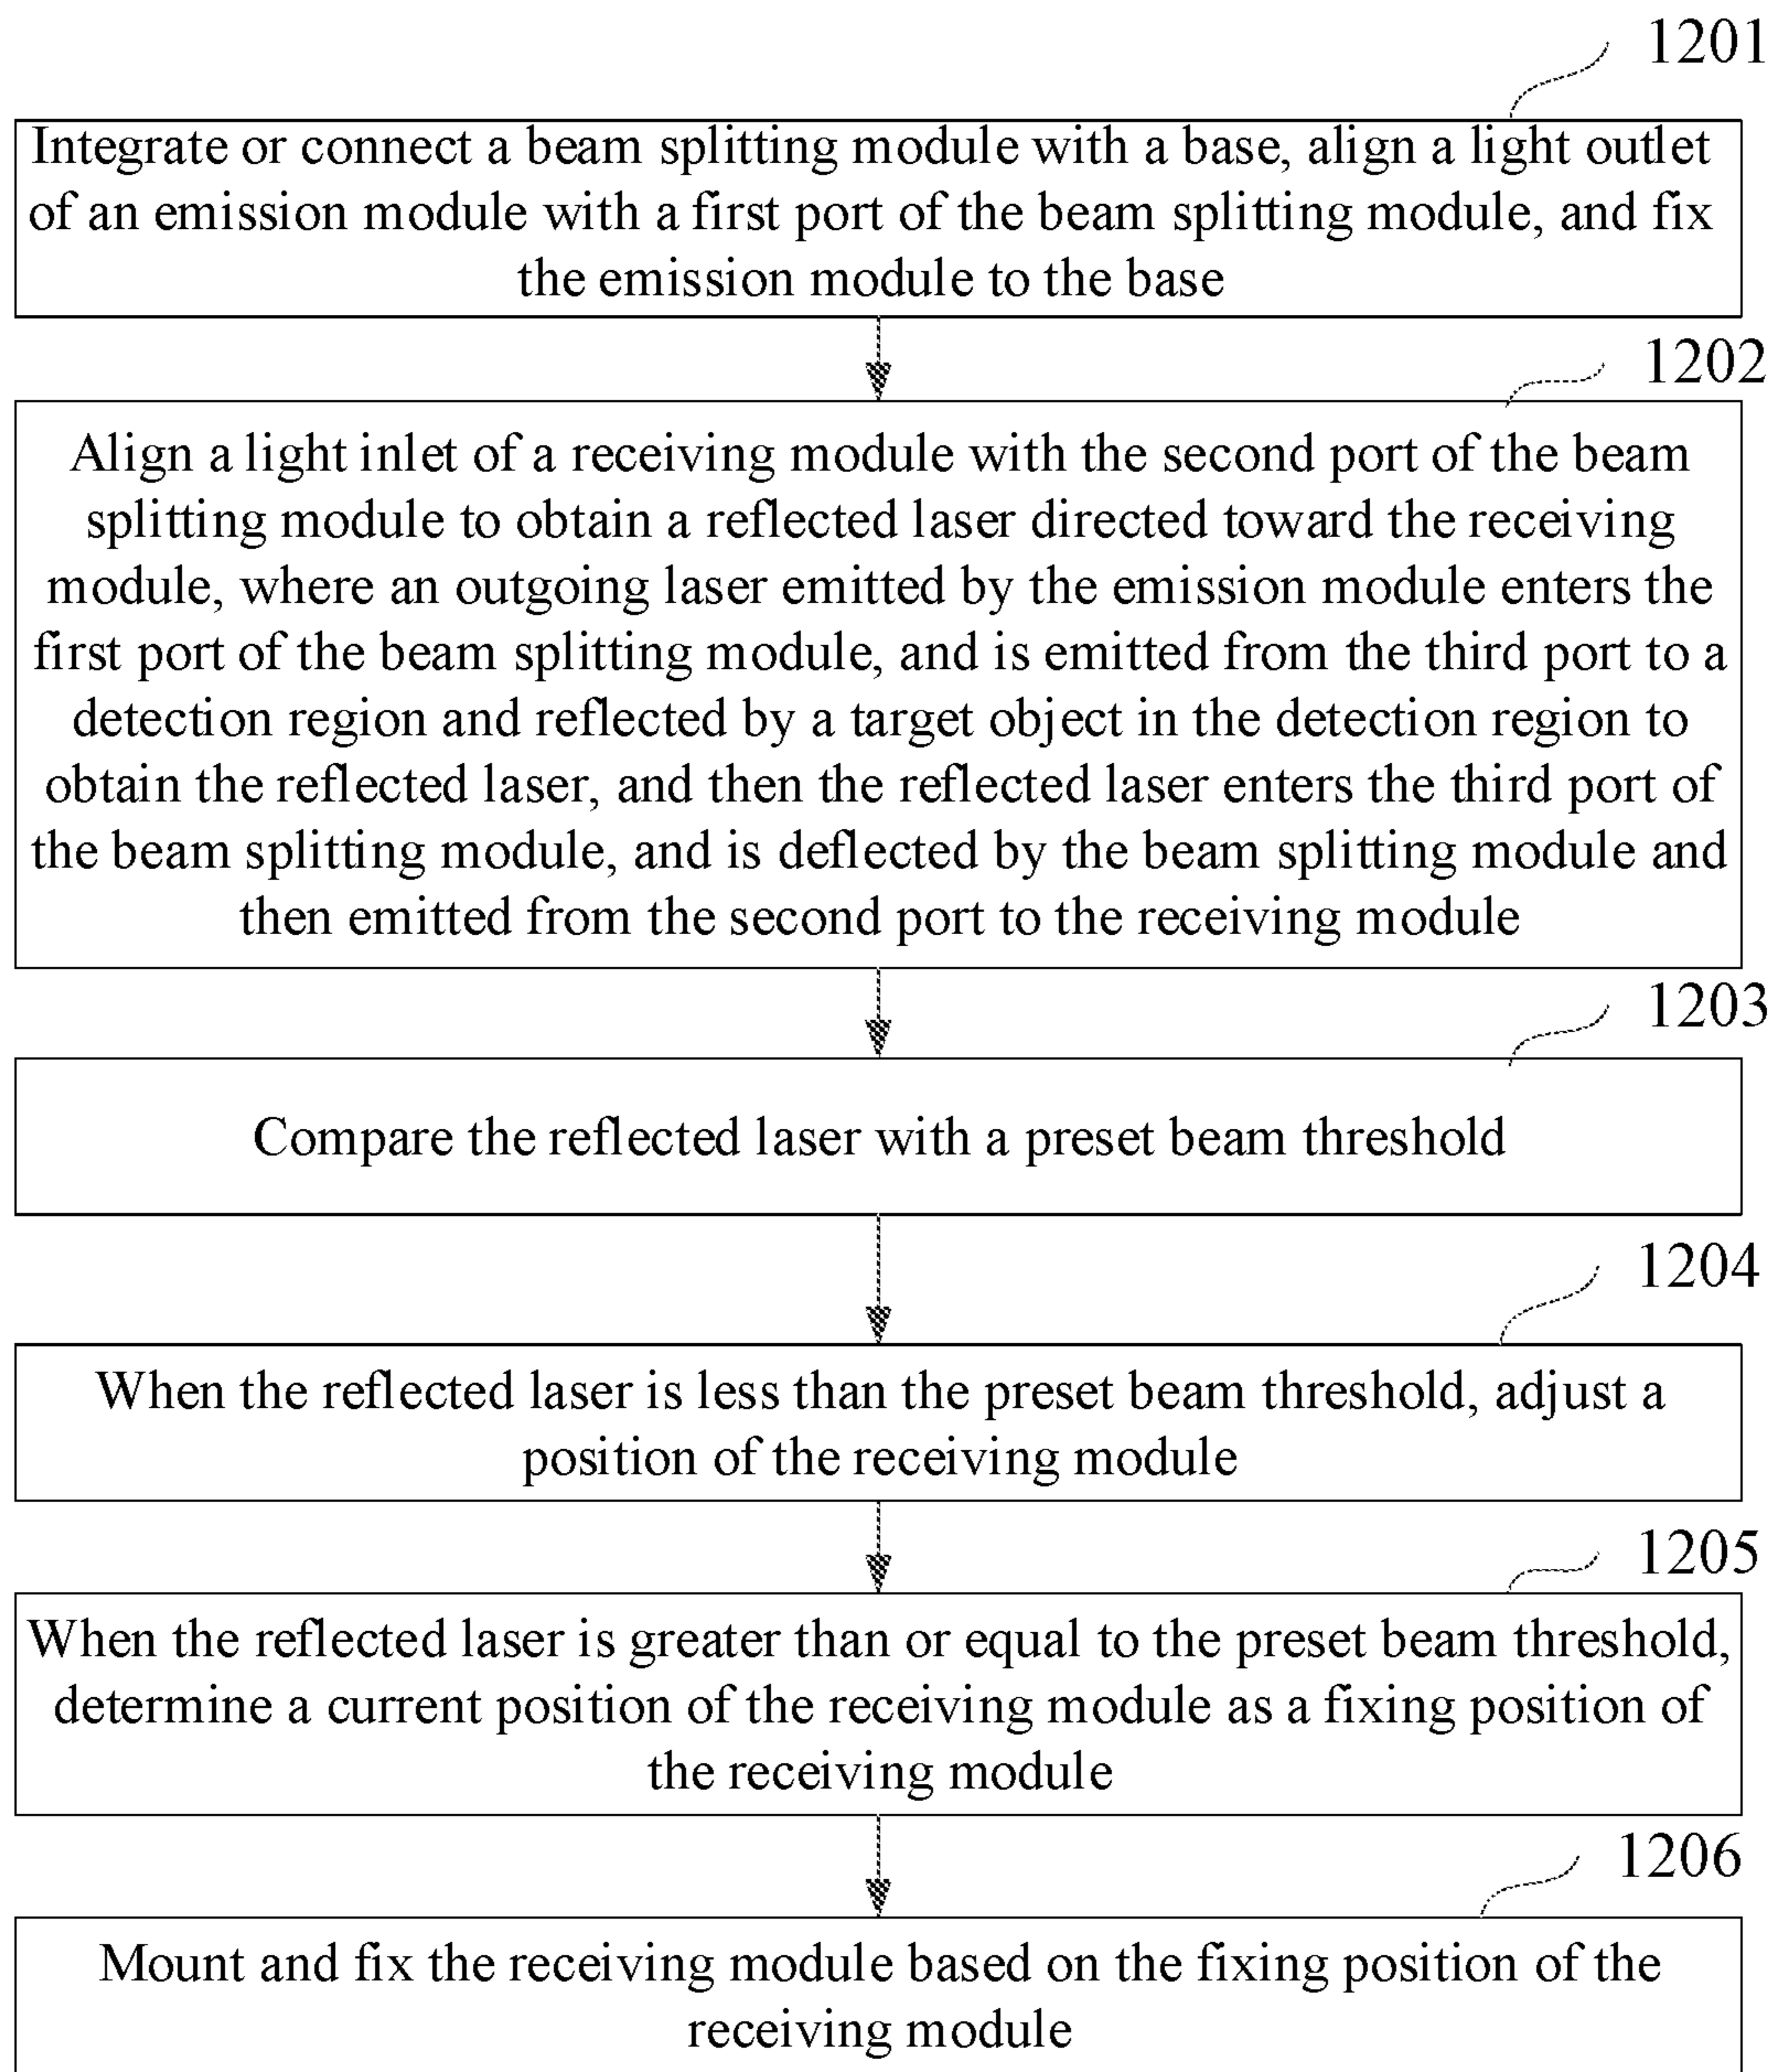 1201
Integrate or connect a beam splitting module with a base, align a light outlet
of an emission module with a first port of the beam splitting module, and fix
the emission module to the base
1202
Align a light inlet of a receiving module with the second port of the beam
splitting module to obtain a reflected laser directed toward the receiving
module, where an outgoing laser emitted by the emission module enters the
first port of the beam splitting module, and is emitted from the third port to a
detection region and reflected by a target object in the detection region to
obtain the reflected laser, and then the reflected laser enters the third port of
the beam splitting module, and is deflected by the beam splitting module and
then emitted from the second port to the receiving module
1203
Compare the reflected laser with a preset beam threshold
1204
When the reflected laser is less than the preset beam threshold, adjust a
position of the receiving module
1205
When the reflected laser is greater than or equal to the preset beam threshold,
determine a current position of the receiving module as a fixing position of
the receiving module
1206
Mount and fix the receiving module based on the fixing position of the
receiving module